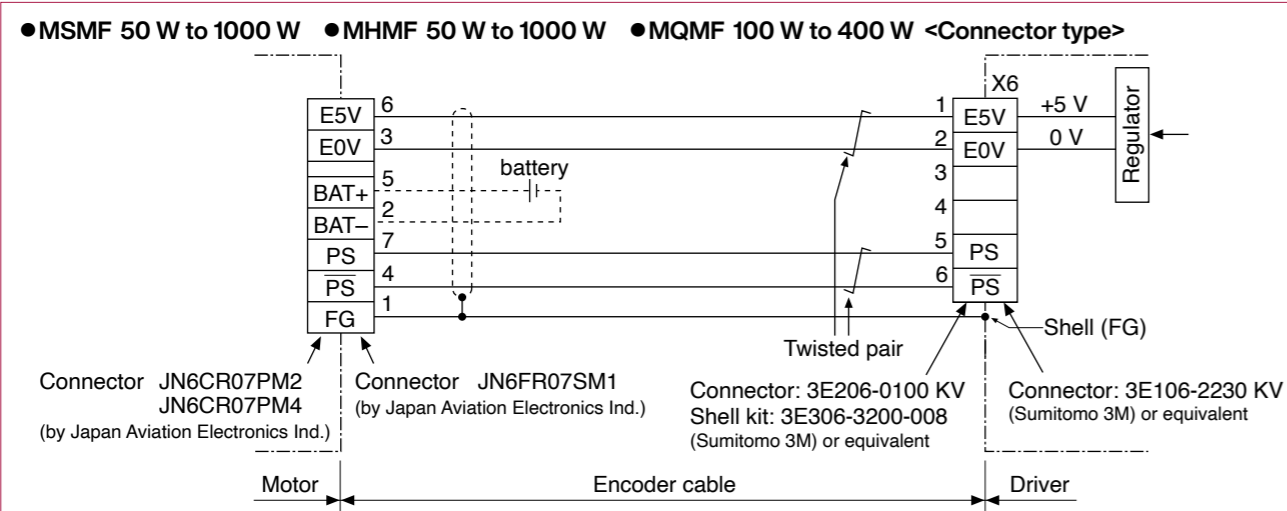 ●MSMF 50 W to 1000 W ●MHMF 50 W to 1000 W ●MQMF 100 W to 400 W <Connector type>
X6
E5V 6 1 E5V +5 V
E0V 3 2 E0V 0 V
Regulator
3
battery
BAT+ 5
4
BAT– 2
PS 7 5 PS
P̅S̅ 4 6 P̅S̅
FG 1
Shell (FG)
Twisted pair
Connector JN6CR07PM2
JN6CR07PM4
(by Japan Aviation Electronics Ind.)
Connector JN6FR07SM1
(by Japan Aviation Electronics Ind.)
Connector: 3E206-0100 KV
Shell kit: 3E306-3200-008
(Sumitomo 3M) or equivalent
Connector: 3E106-2230 KV
(Sumitomo 3M) or equivalent
Motor Encoder cable Driver